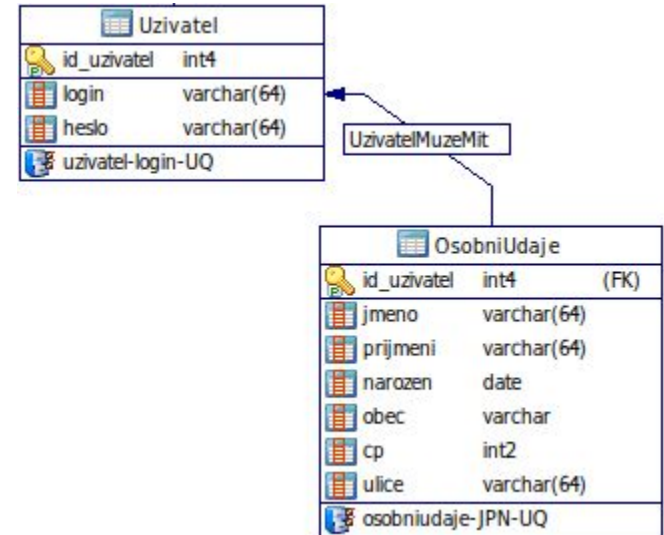 Uzivatel
id_uzivatel int4
login varchar(64)
heslo varchar(64)
uzivatel-login-UQ
UzivatelMuzeMit
OsobniUdaje
id_uzivatel int4 (FK)
jmeno varchar(64)
prijmeni varchar(64)
narozen date
obec varchar
cp int2
ulice varchar(64)
osobniudaje-JPN-UQ